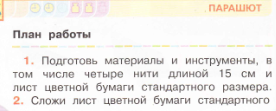 ПАРАШЮТ
План работы
1. Подготовь материалы и инструменты, в
том числе четыре нити длиной 15 см и
лист цветной бумаги стандартного размера.
2. Сложи лист цветной бумаги стандартного